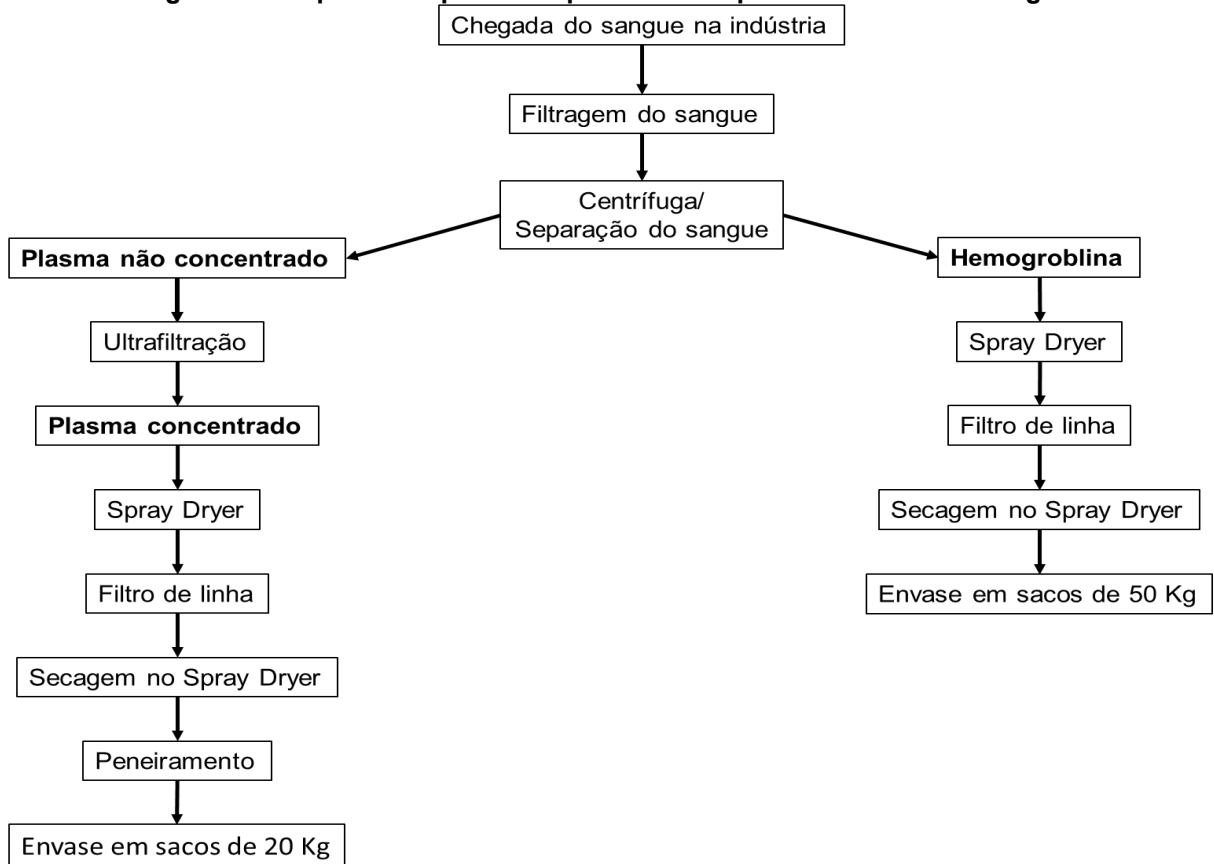 Chegada do sangue na indústria
Filtragem do sangue
Centrífuga/
Separação do sangue
Plasma não concentrado
Ultrafiltração
Plasma concentrado
Spray Dryer
Filtro de linha
Secagem no Spray Dryer
Peneiramento
Envase em sacos de 20 Kg
Hemogroblina
Spray Dryer
Filtro de linha
Secagem no Spray Dryer
Envase em sacos de 50 Kg